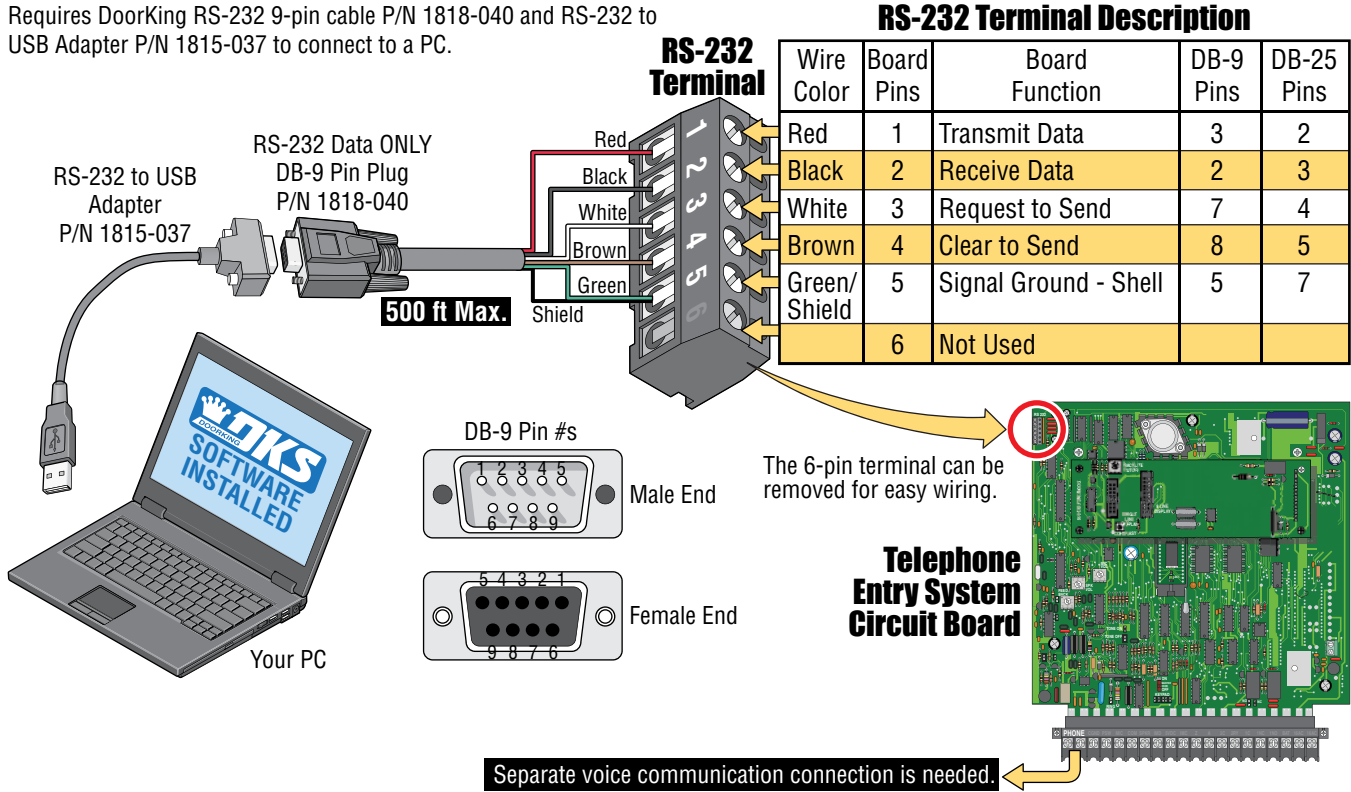 Requires DoorKing RS-232 9-pin cable P/N 1818-040 and RS-232 to
USB Adapter P/N 1815-037 to connect to a PC.
RS-232 Terminal Description
RS-232
Terminal
Wire Color Board Pins Board Function DB-9 Pins DB-25 Pins
Red 1 Transmit Data 3 2
Black 2 Receive Data 2 3
White 3 Request to Send 7 4
Brown 4 Clear to Send 8 5
Green/ Shield 5 Signal Ground - Shell 5 7
6 Not Used
RS-232 to USB
Adapter
P/N 1815-037
RS-232 Data ONLY
DB-9 Pin Plug
P/N 1818-040
Red
Black
White
Brown
Green
Shield
1
2
3
4
5
6
500 ft Max.
DOORKING
DKS
SOFTWARE
INSTALLED
Your PC
DB-9 Pin #s
1 2 3 4 5
6 7 8 9
Male End
5 4 3 2 1
9 8 7 6
Female End
The 6-pin terminal can be
removed for easy wiring.
Telephone
Entry System
Circuit Board
RS 232
PHONE
Separate voice communication connection is needed.